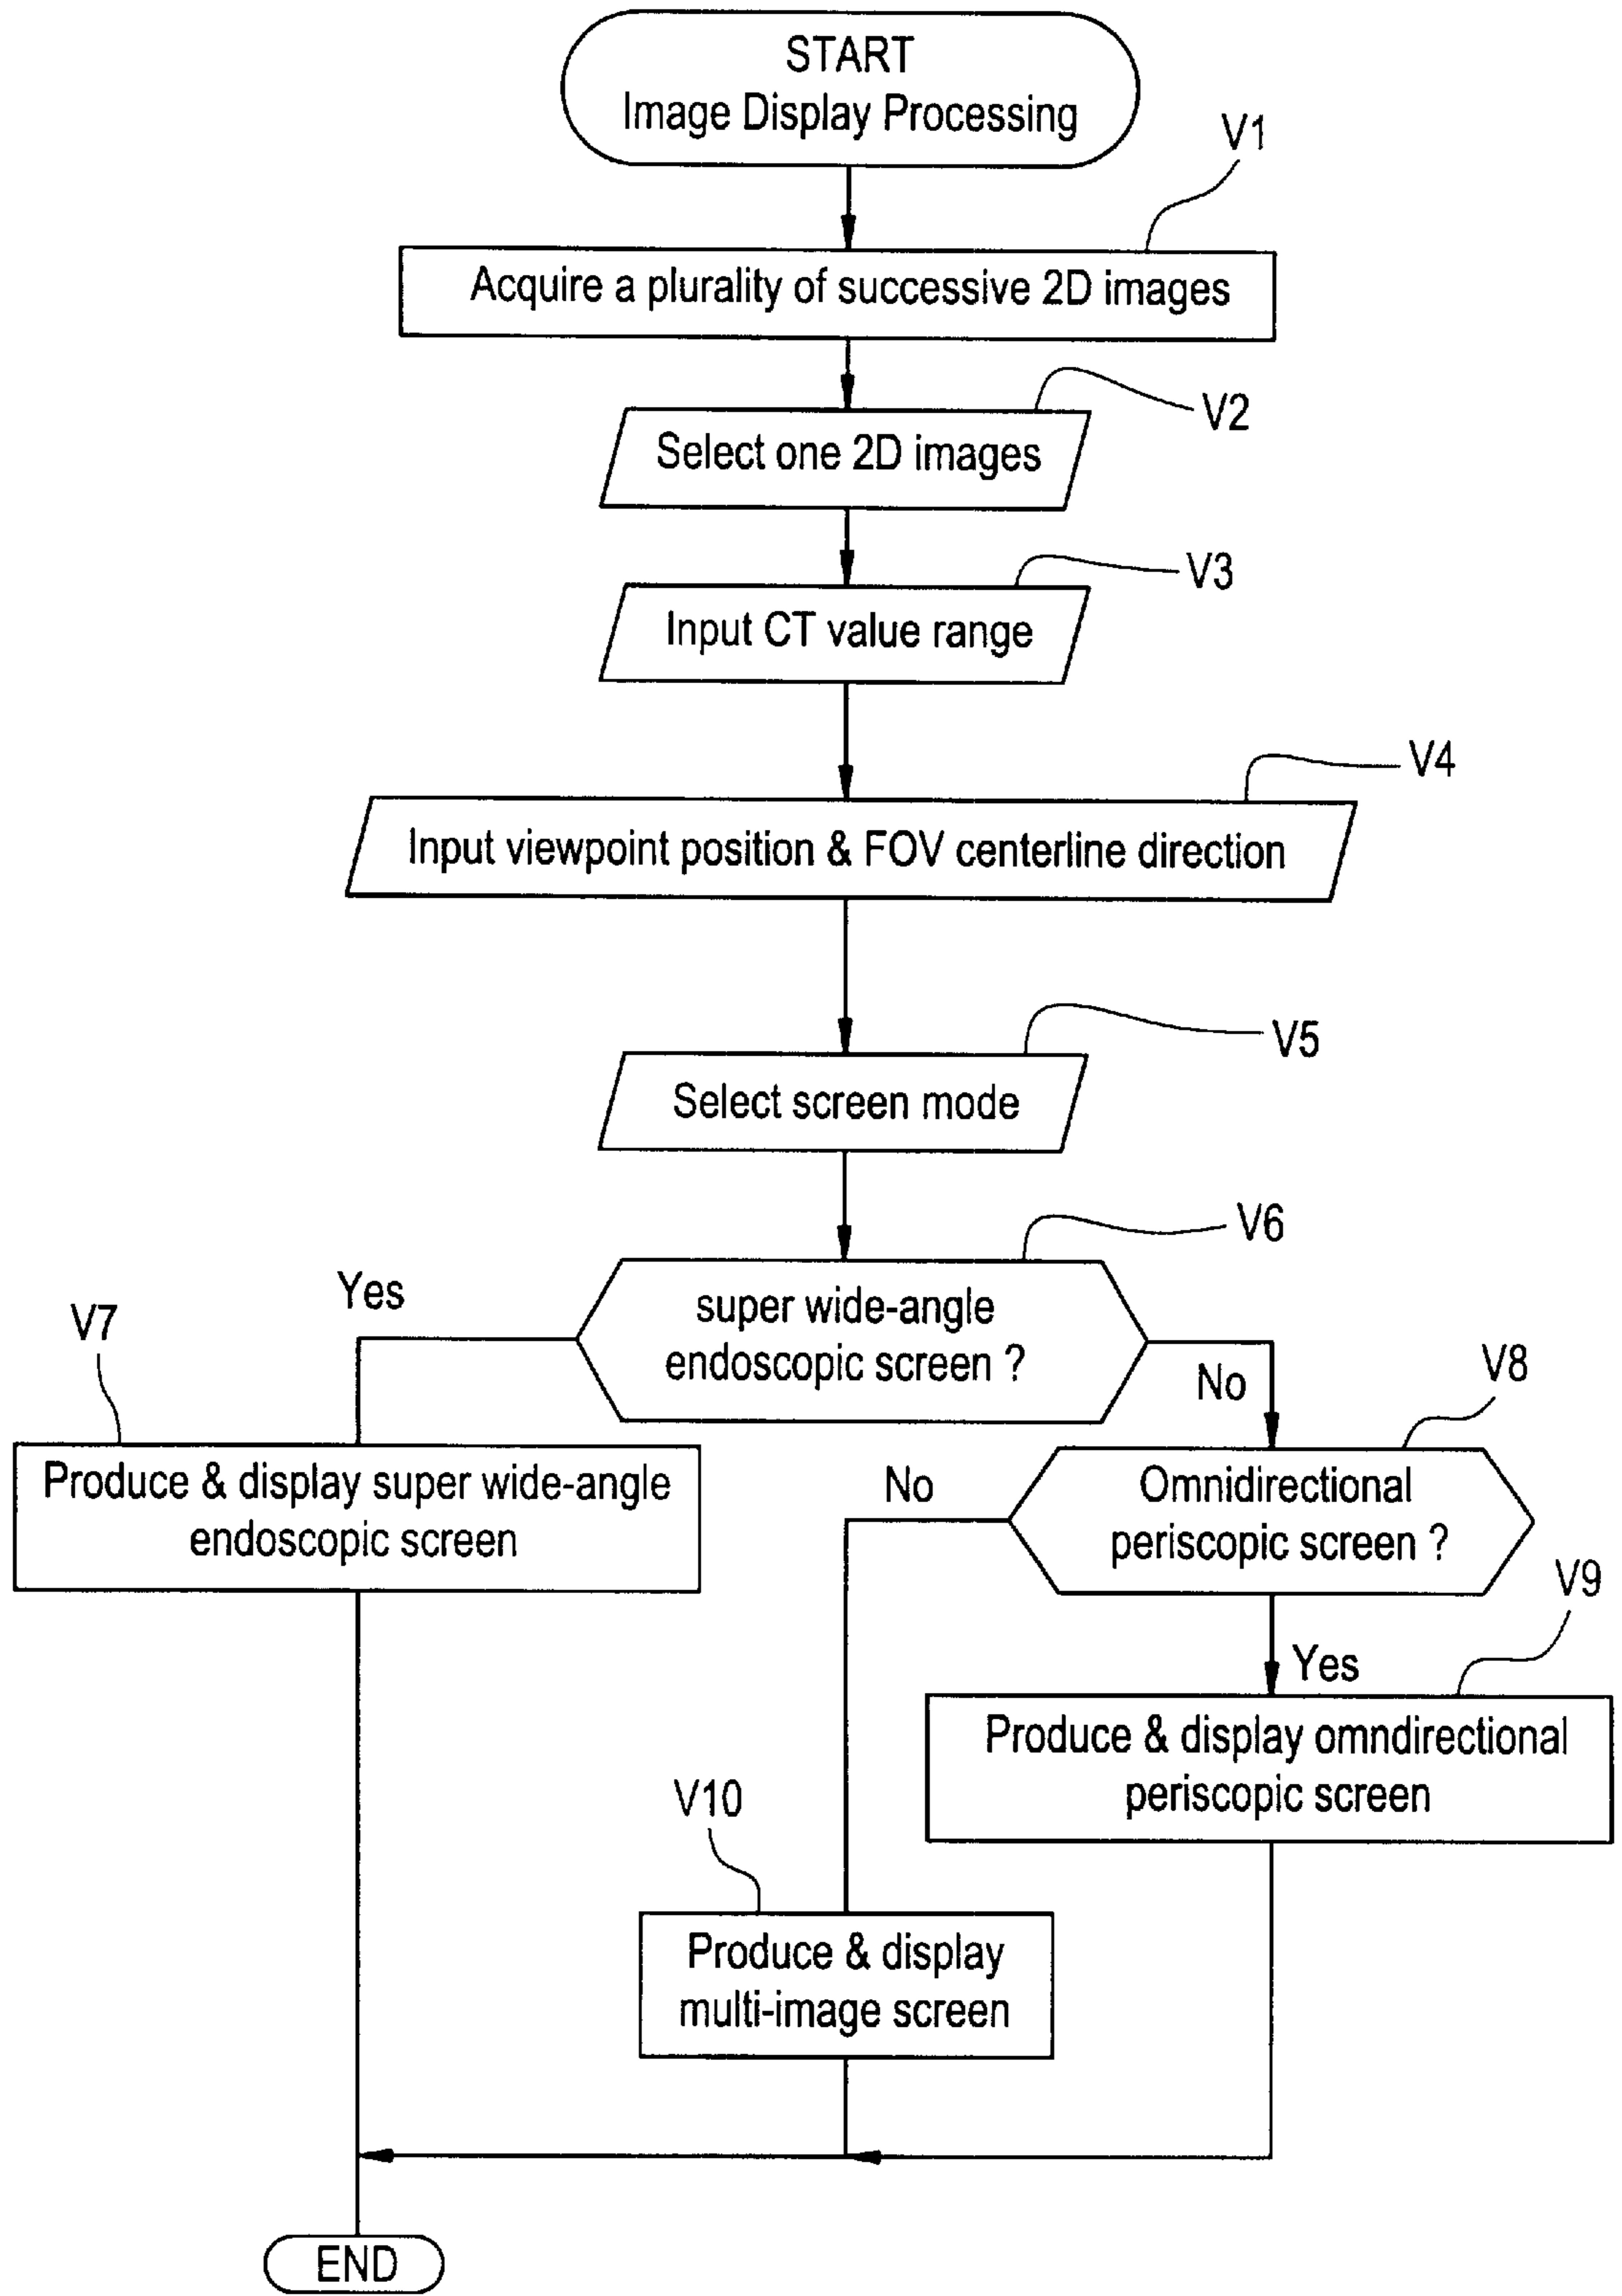 START
Image Display Processing
V1
Acquire a plurality of successive 2D images
V2
Select one 2D images
V3
Input CT value range
V4
Input viewpoint position & FOV centerline direction
V5
Select screen mode
V6
super wide-angle
endoscopic screen ?
Yes
No
V7
Produce & display super wide-angle
endoscopic screen
V8
Omnidirectional
periscopic screen ?
No
Yes
V9
Produce & display omndirectional
periscopic screen
V10
Produce & display
multi-image screen
END